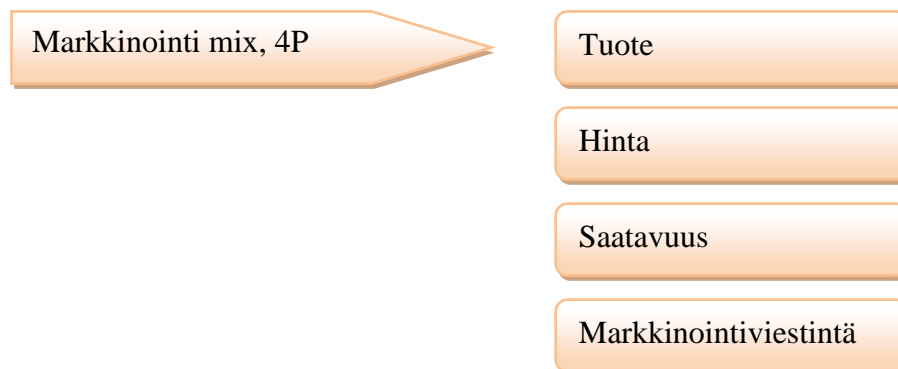 Markkinointi mix, 4P
Tuote
Hinta
Saatavuus
Markkinointiviestintä